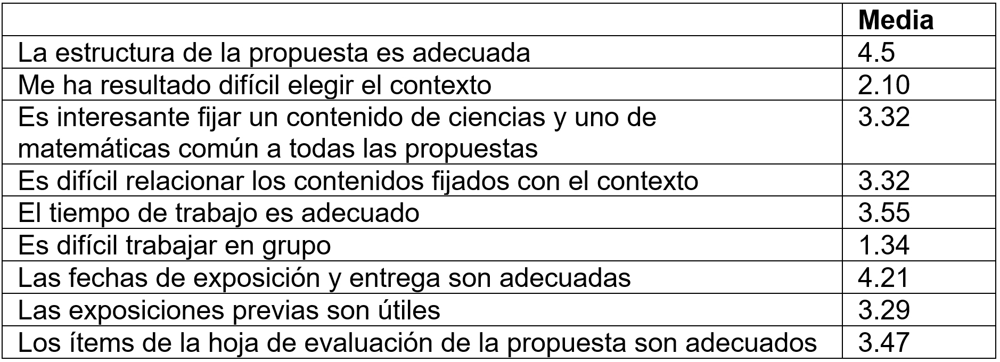 Media
La estructura de la propuesta es adecuada 4.5
Me ha resultado difícil elegir el contexto 2.10
Es interesante fijar un contenido de ciencias y uno de 3.32
matemáticas común a todas las propuestas
Es difícil relacionar los contenidos fijados con el contexto 3.32
El tiempo de trabajo es adecuado 3.55
Es difícil trabajar en grupo 1.34
Las fechas de exposición y entrega son adecuadas 4.21
Las exposiciones previas son útiles 3.29
Los ítems de la hoja de evaluación de la propuesta son adecuados 3.47